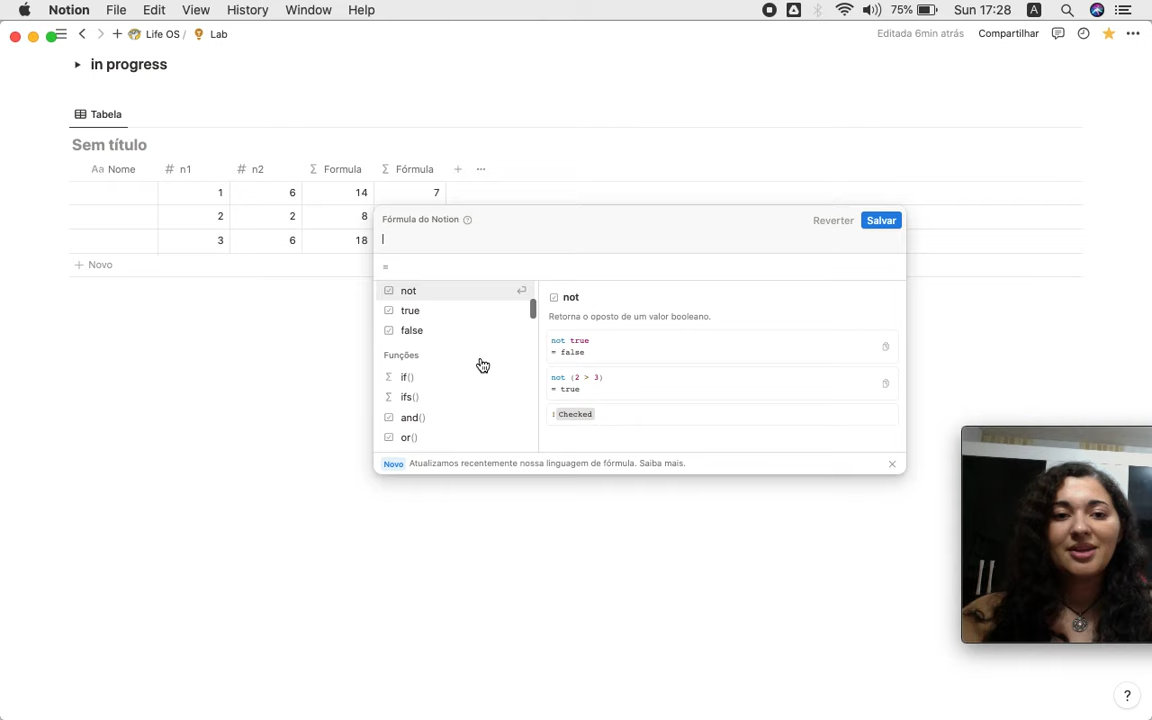 Notion File Edit View History Window Help 75% Sun 17:28 A
Life OS / Lab Editada 6min atrás Compartilhar
in progress
Tabela
Sem título
Aa Nome # n1 # n2 Σ Formula Σ Fórmula + ...
1 6 14 7
2 2 8
3 6 18
+ Novo
Fórmula do Notion Reverter Salvar
=
not
true
false
Funções
Σ if()
Σ ifs()
and()
or()
not
Retorna o oposto de um valor booleano.
not true
= false
not (2 > 3)
= true
! Checked
Novo Atualizamos recentemente nossa linguagem de fórmula. Saiba mais.
?